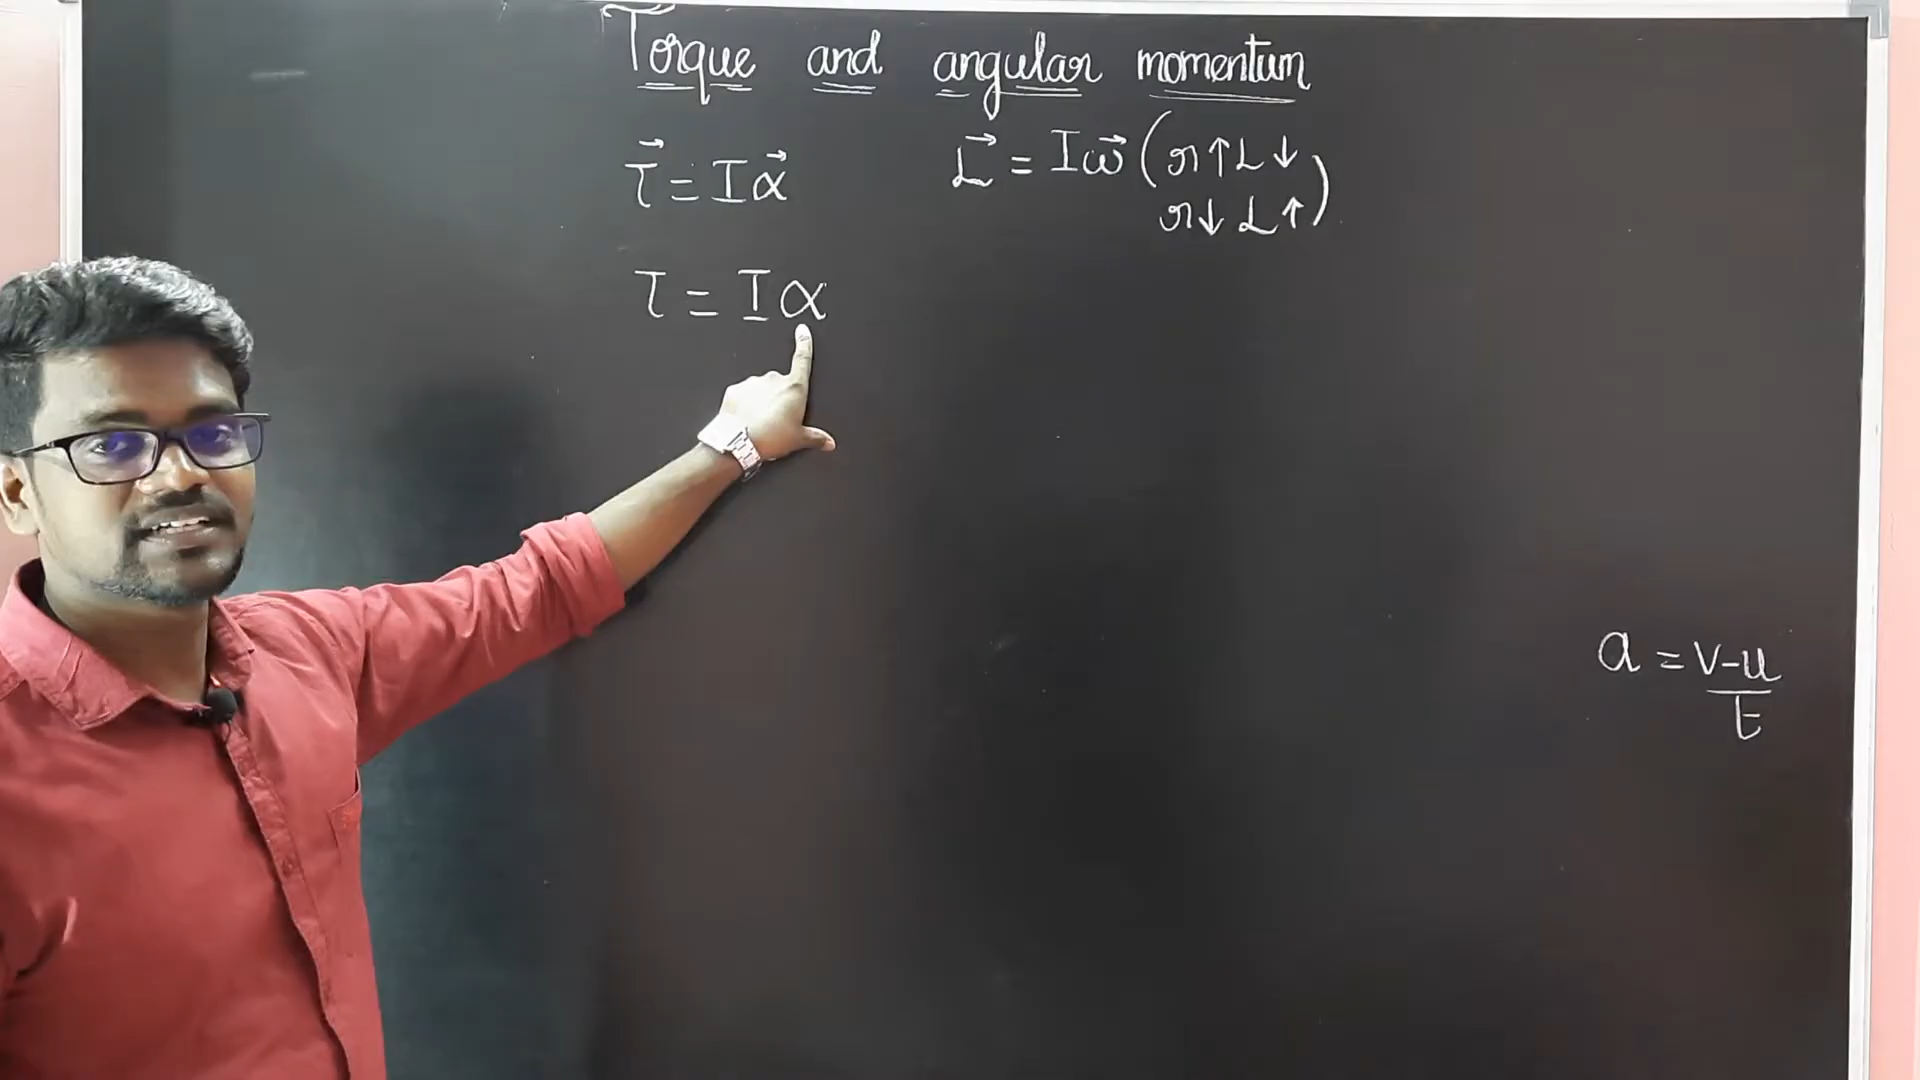 Torque and angular momentum
τ⃗ = Iα⃗
L⃗ = Iω⃗ (r↑L↓
r↓L↑)
τ = Iα
a = v-u
t